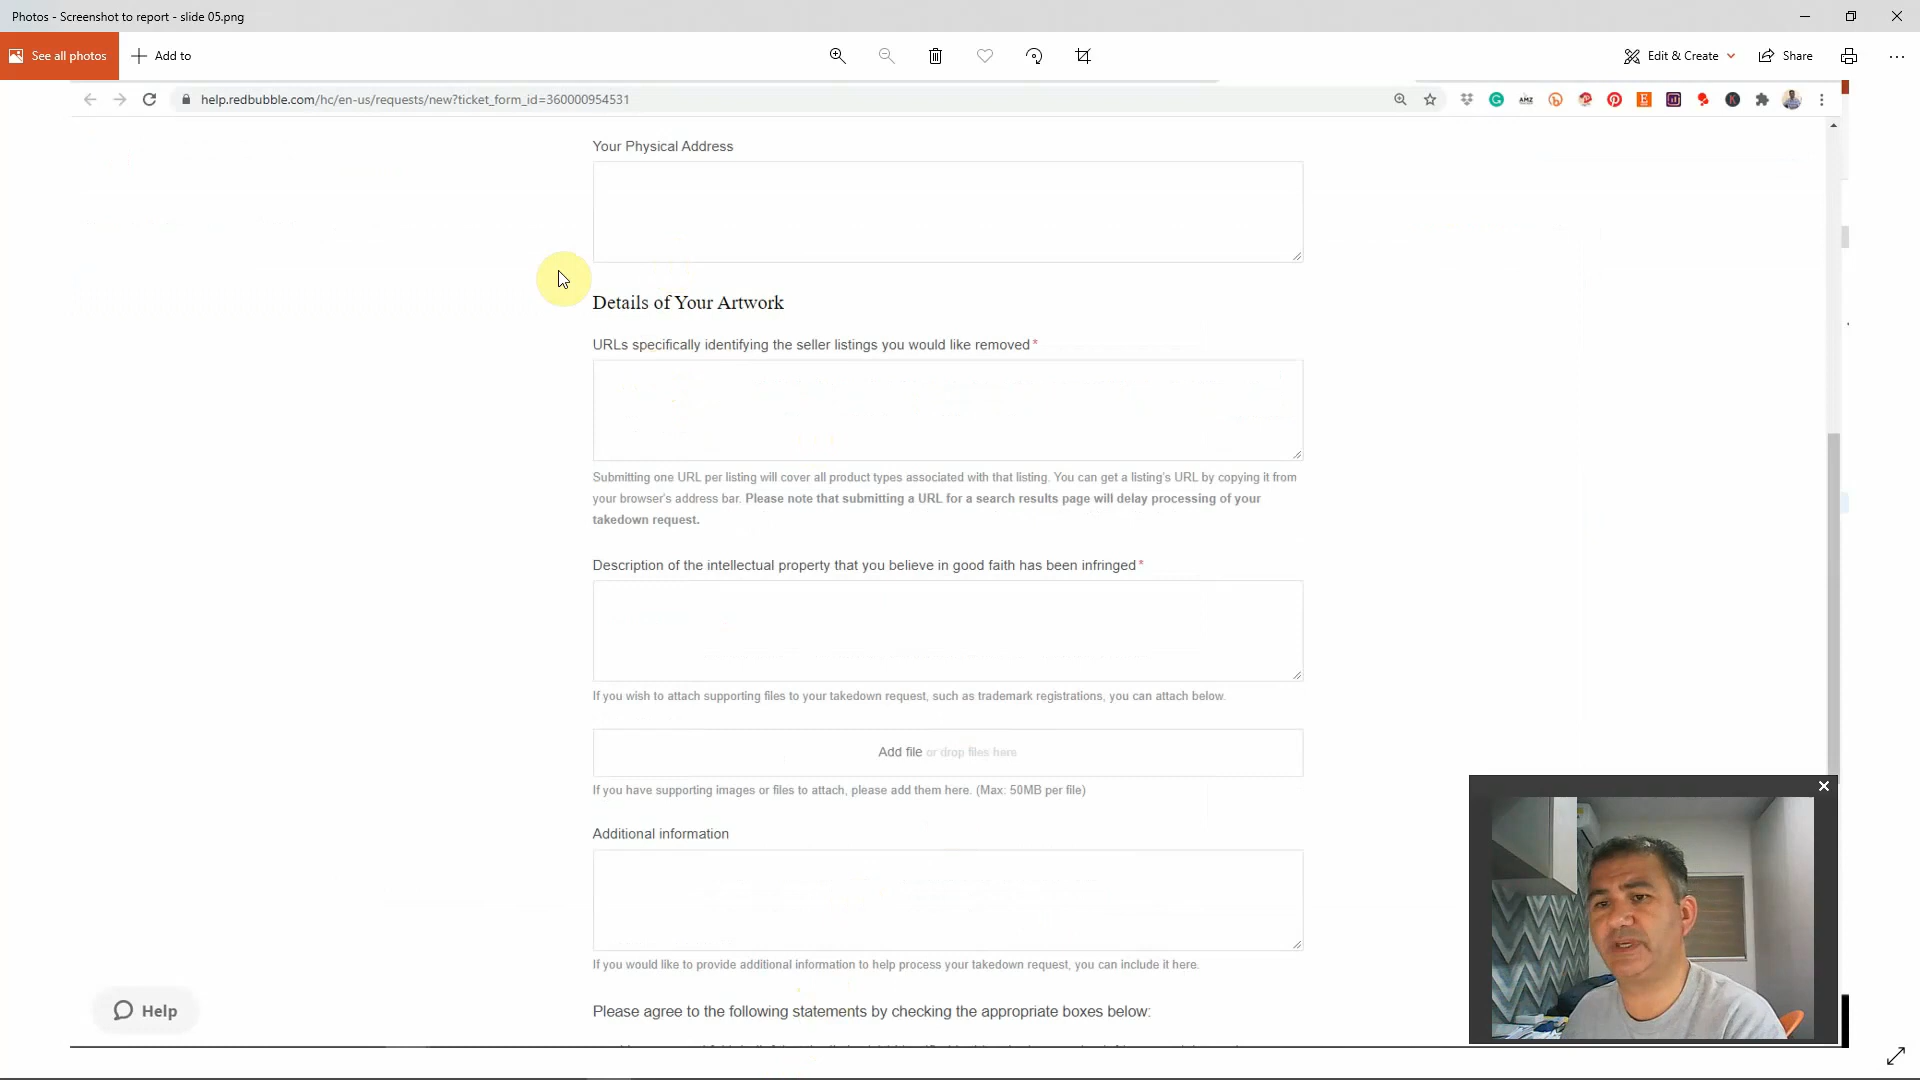 Photos - Screenshot to report - slide 05.png
See all photos
Add to
Edit & Create
Share
help.redbubble.com/hc/en-us/requests/new?ticket_form_id=360000954531
AMZ
Your Physical Address
Details of Your Artwork
URLs specifically identifying the seller listings you would like removed*
Submitting one URL per listing will cover all product types associated with that listing. You can get a listing's URL by copying it from
your browser's address bar. Please note that submitting a URL for a search results page will delay processing of your
takedown request.
Description of the intellectual property that you believe in good faith has been infringed*
If you wish to attach supporting files to your takedown request, such as trademark registrations, you can attach below.
Add file or drop files here
If you have supporting images or files to attach, please add them here. (Max: 50MB per file)
Additional information
If you would like to provide additional information to help process your takedown request, you can include it here.
Help
Please agree to the following statements by checking the appropriate boxes below: